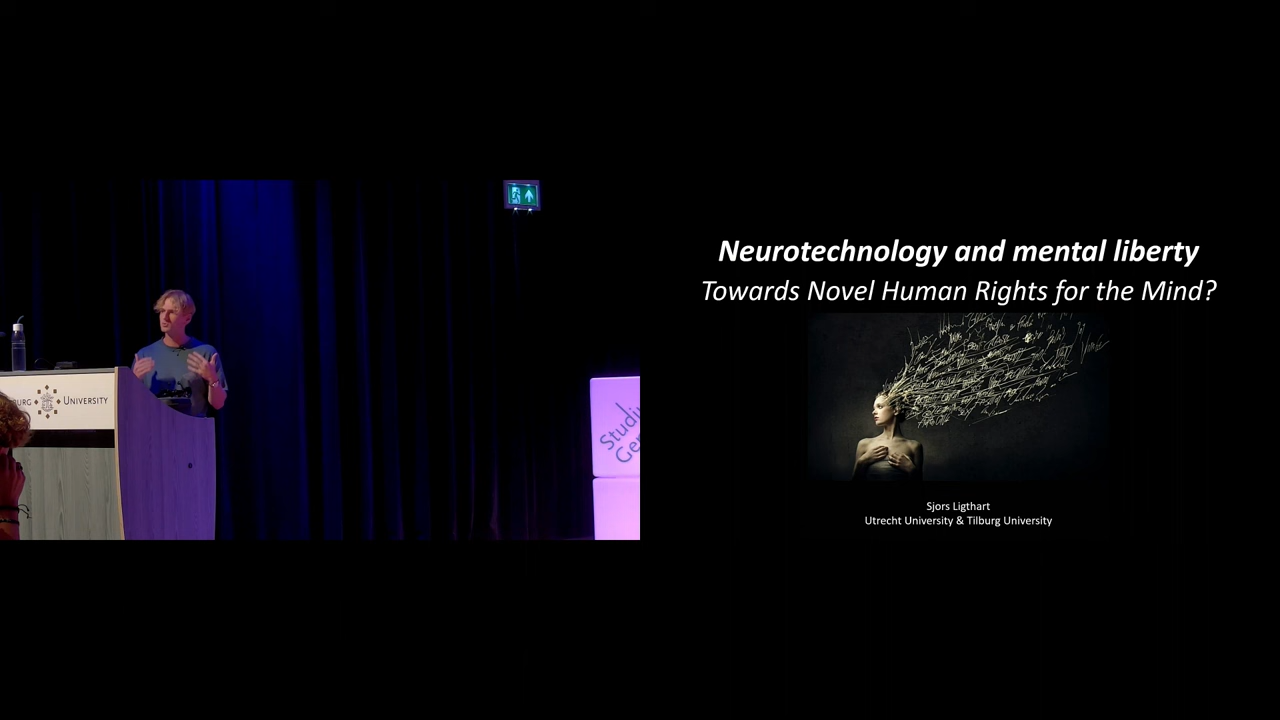 UNIVERSITY
Neurotechnology and mental liberty
Towards Novel Human Rights for the Mind?
Sjors Ligthart
Utrecht University & Tilburg University